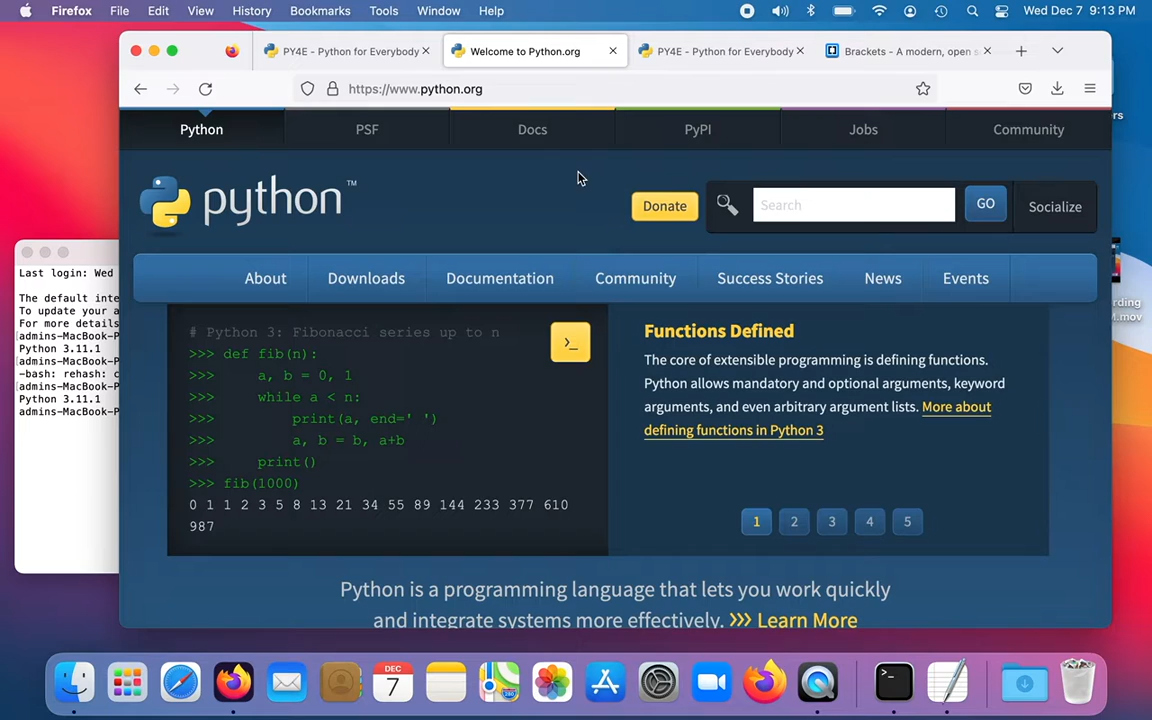 Firefox File Edit View History Bookmarks Tools Window Help Wed Dec 7 9:13 PM
PY4E - Python for Everybody Welcome to Python.org PY4E - Python for Everybody Brackets - A modern, open s
https://www.python.org
Python PSF Docs PyPI Jobs Community
python™
Donate Search GO Socialize
About Downloads Documentation Community Success Stories News Events
# Python 3: Fibonacci series up to n
>>> def fib(n):
>>> a, b = 0, 1
>>> while a < n:
>>> print(a, end=' ')
>>> a, b = b, a+b
>>> print()
>>> fib(1000)
0 1 1 2 3 5 8 13 21 34 55 89 144 233 377 610
987
>_
Functions Defined
The core of extensible programming is defining functions.
Python allows mandatory and optional arguments, keyword
arguments, and even arbitrary argument lists. More about
defining functions in Python 3
1 2 3 4 5
Python is a programming language that lets you work quickly
and integrate systems more effectively. >>> Learn More
Last login: Wed
The default inte
To update your a
For more details
[admins-MacBook-P
Python 3.11.1
[admins-MacBook-P
-bash: rehash: c
[admins-MacBook-P
Python 3.11.1
admins-MacBook-P
rs
rding
M.mov
DEC
7